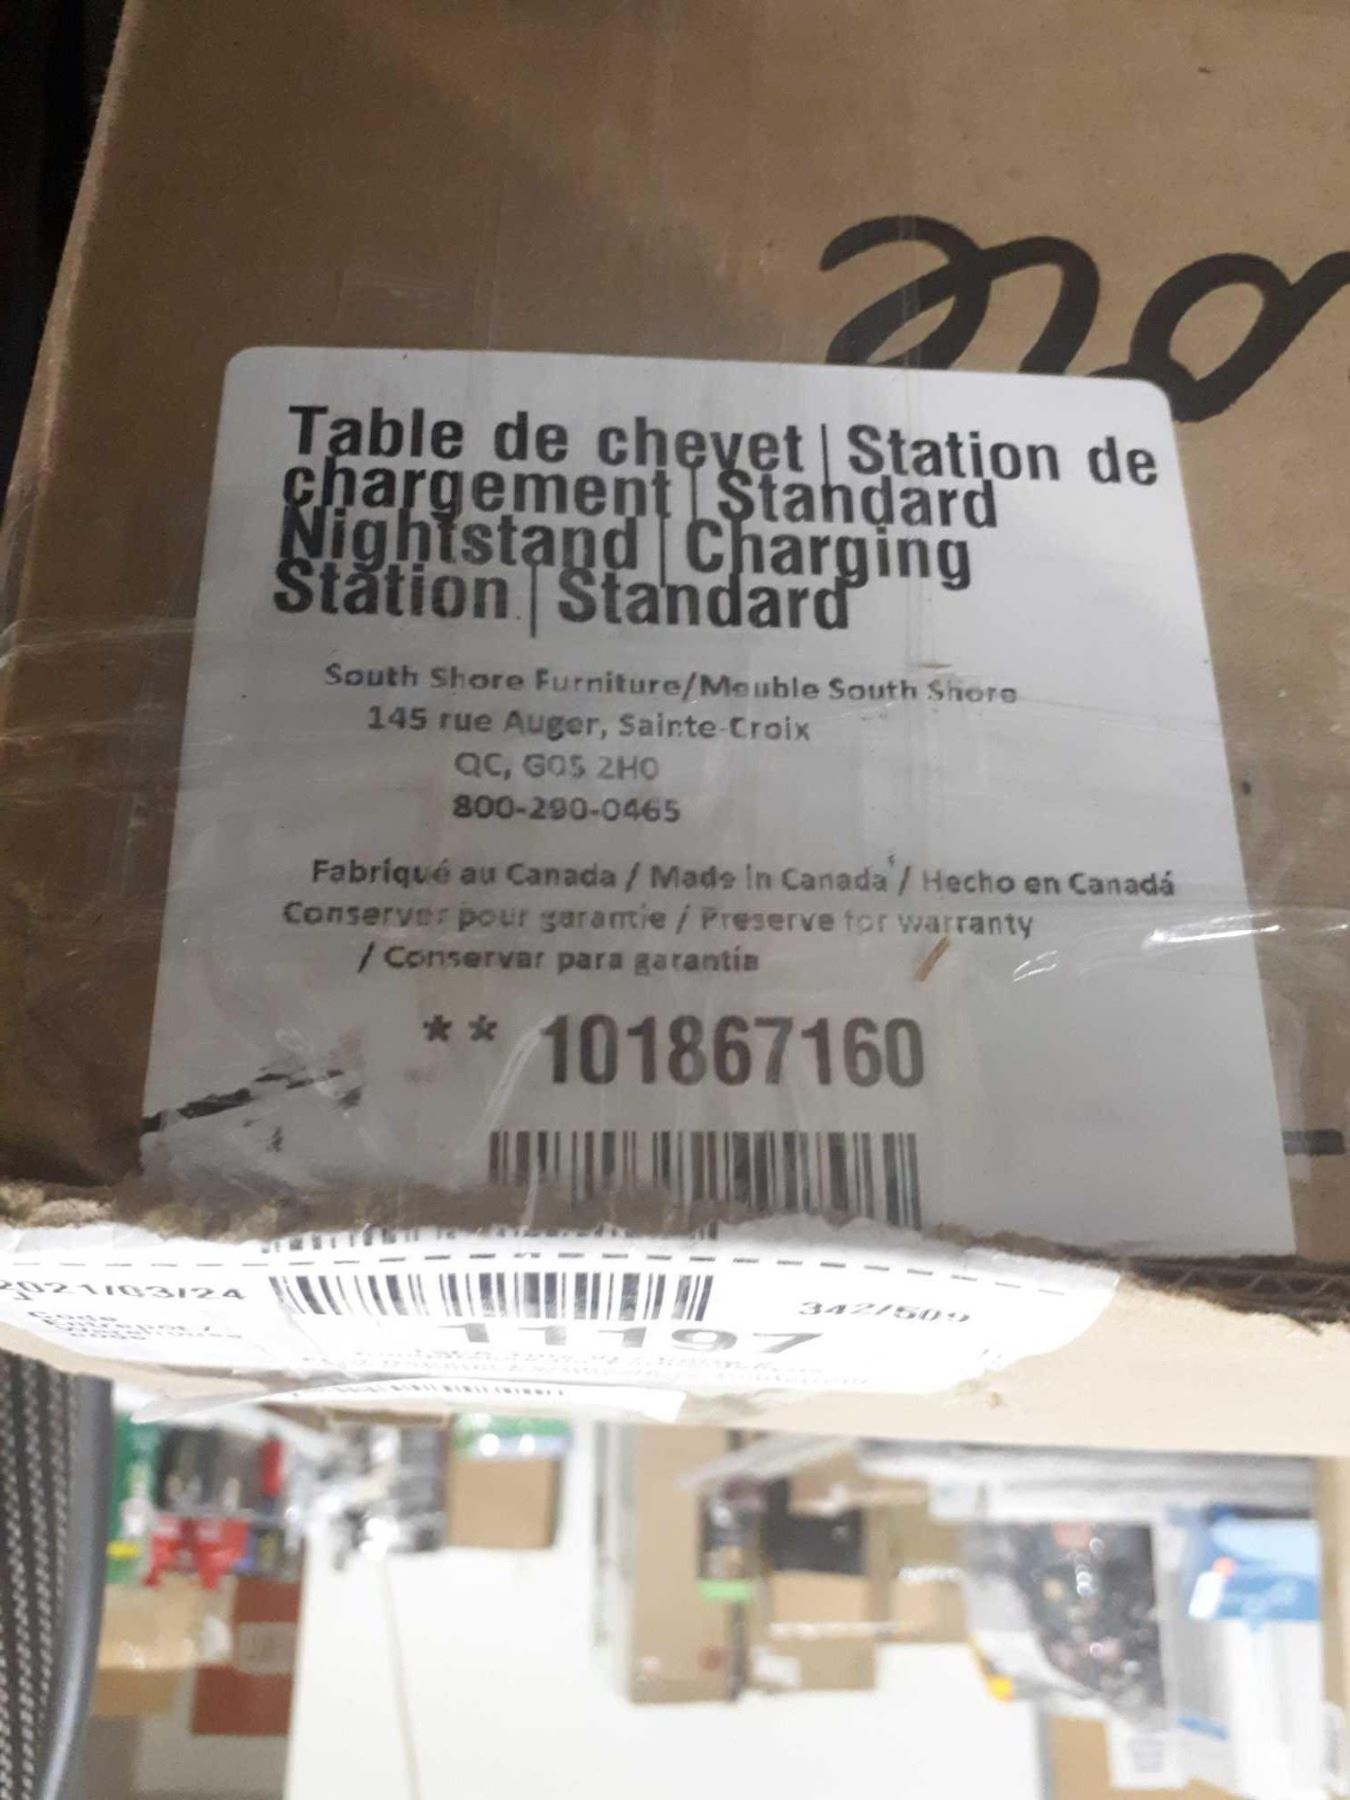 Table de chevet | Station de
chargement | Standard
Nightstand | Charging
Station | Standard
South Shore Furniture/Meuble South Shore
145 rue Auger, Sainte-Croix
QC, G0S 2H0
800-290-0465
Fabriqué au Canada / Made in Canada / Hecho en Canadá
Conserver pour garantie / Preserve for warranty
/ Conservar para garantía
** 101867160
2021/03/24
342/509
Code
11197